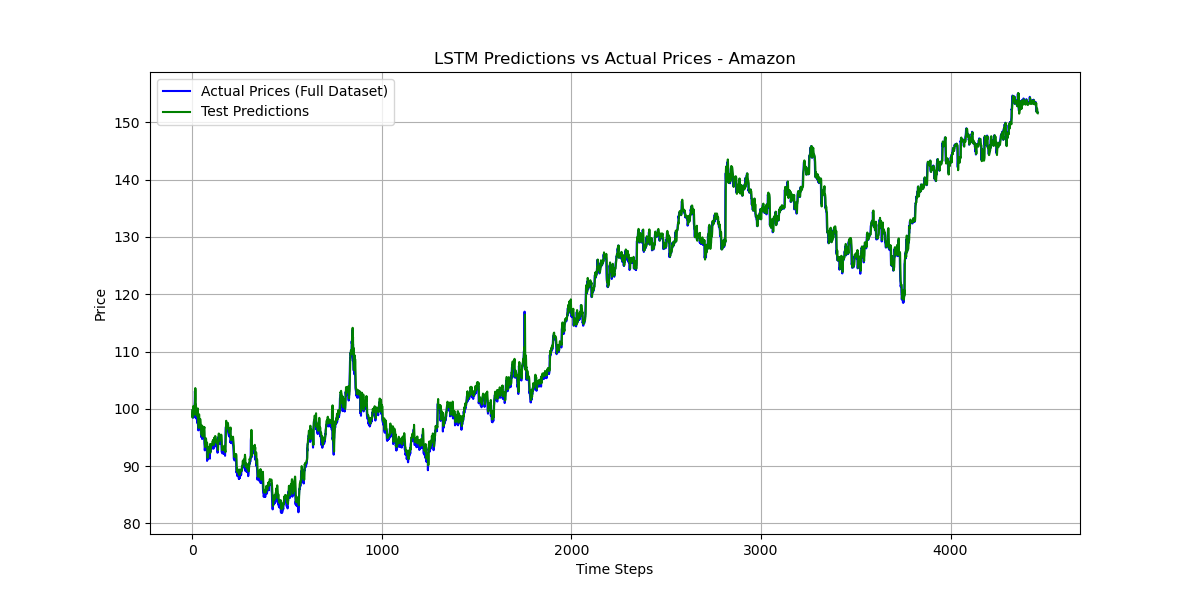 LSTM Predictions vs Actual Prices - Amazon
Actual Prices (Full Dataset)
Test Predictions
150
140
130
120
110
100
90
80
Price
0 1000 2000 3000 4000
Time Steps